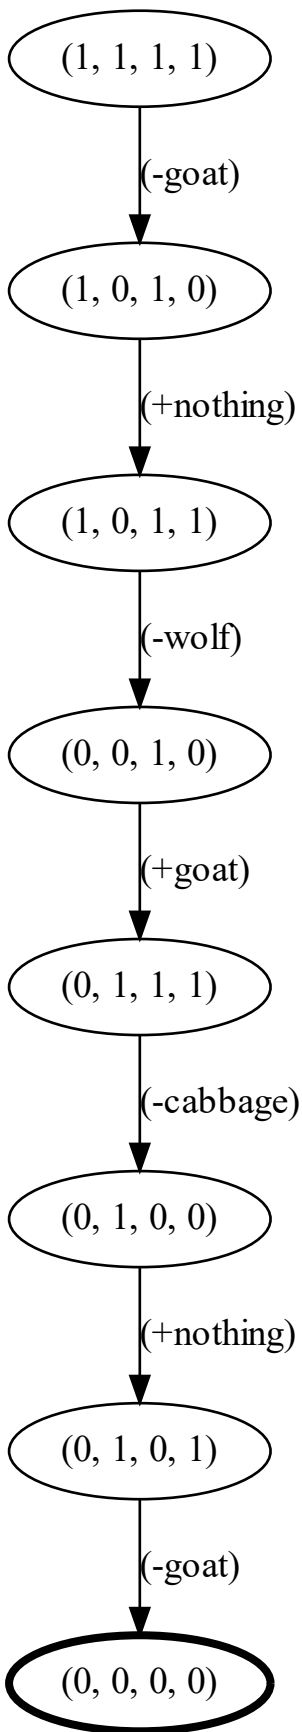 (1, 1, 1, 1)
(-goat)
(1, 0, 1, 0)
(+nothing)
(1, 0, 1, 1)
(-wolf)
(0, 0, 1, 0)
(+goat)
(0, 1, 1, 1)
(-cabbage)
(0, 1, 0, 0)
(+nothing)
(0, 1, 0, 1)
(-goat)
(0, 0, 0, 0)